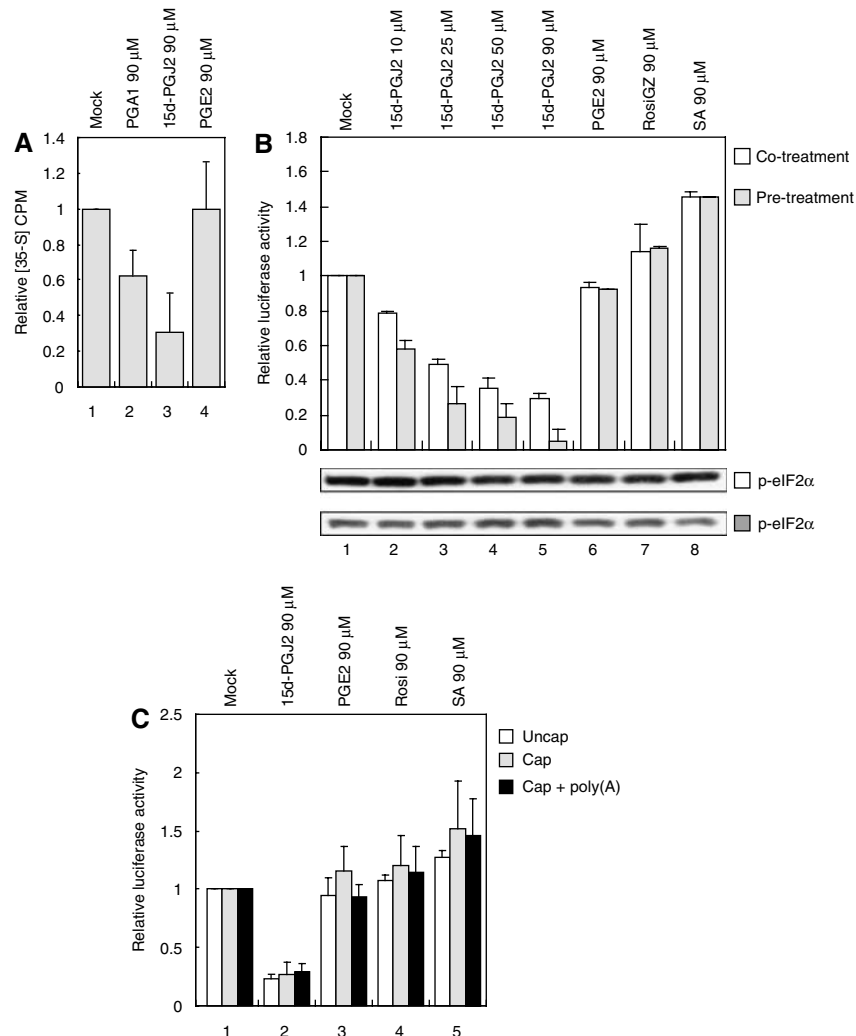 A
Mock
PGA1 90 μM
15d-PGJ2 90 μM
PGE2 90 μM
Relative [35-S] CPM
1.4
1.2
1
0.8
0.6
0.4
0.2
0
1 2 3 4
B
Mock
15d-PGJ2 10 μM
15d-PGJ2 25 μM
15d-PGJ2 50 μM
15d-PGJ2 90 μM
PGE2 90 μM
RosiGZ 90 μM
SA 90 μM
Relative luciferase activity
1.8
1.6
1.4
1.2
1
0.8
0.6
0.4
0.2
0
Co-treatment
Pre-treatment
p-eIF2α
p-eIF2α
1 2 3 4 5 6 7 8
C
Mock
15d-PGJ2 90 μM
PGE2 90 μM
Rosi 90 μM
SA 90 μM
Relative luciferase activity
2.5
2
1.5
1
0.5
0
Uncap
Cap
Cap + poly(A)
1 2 3 4 5